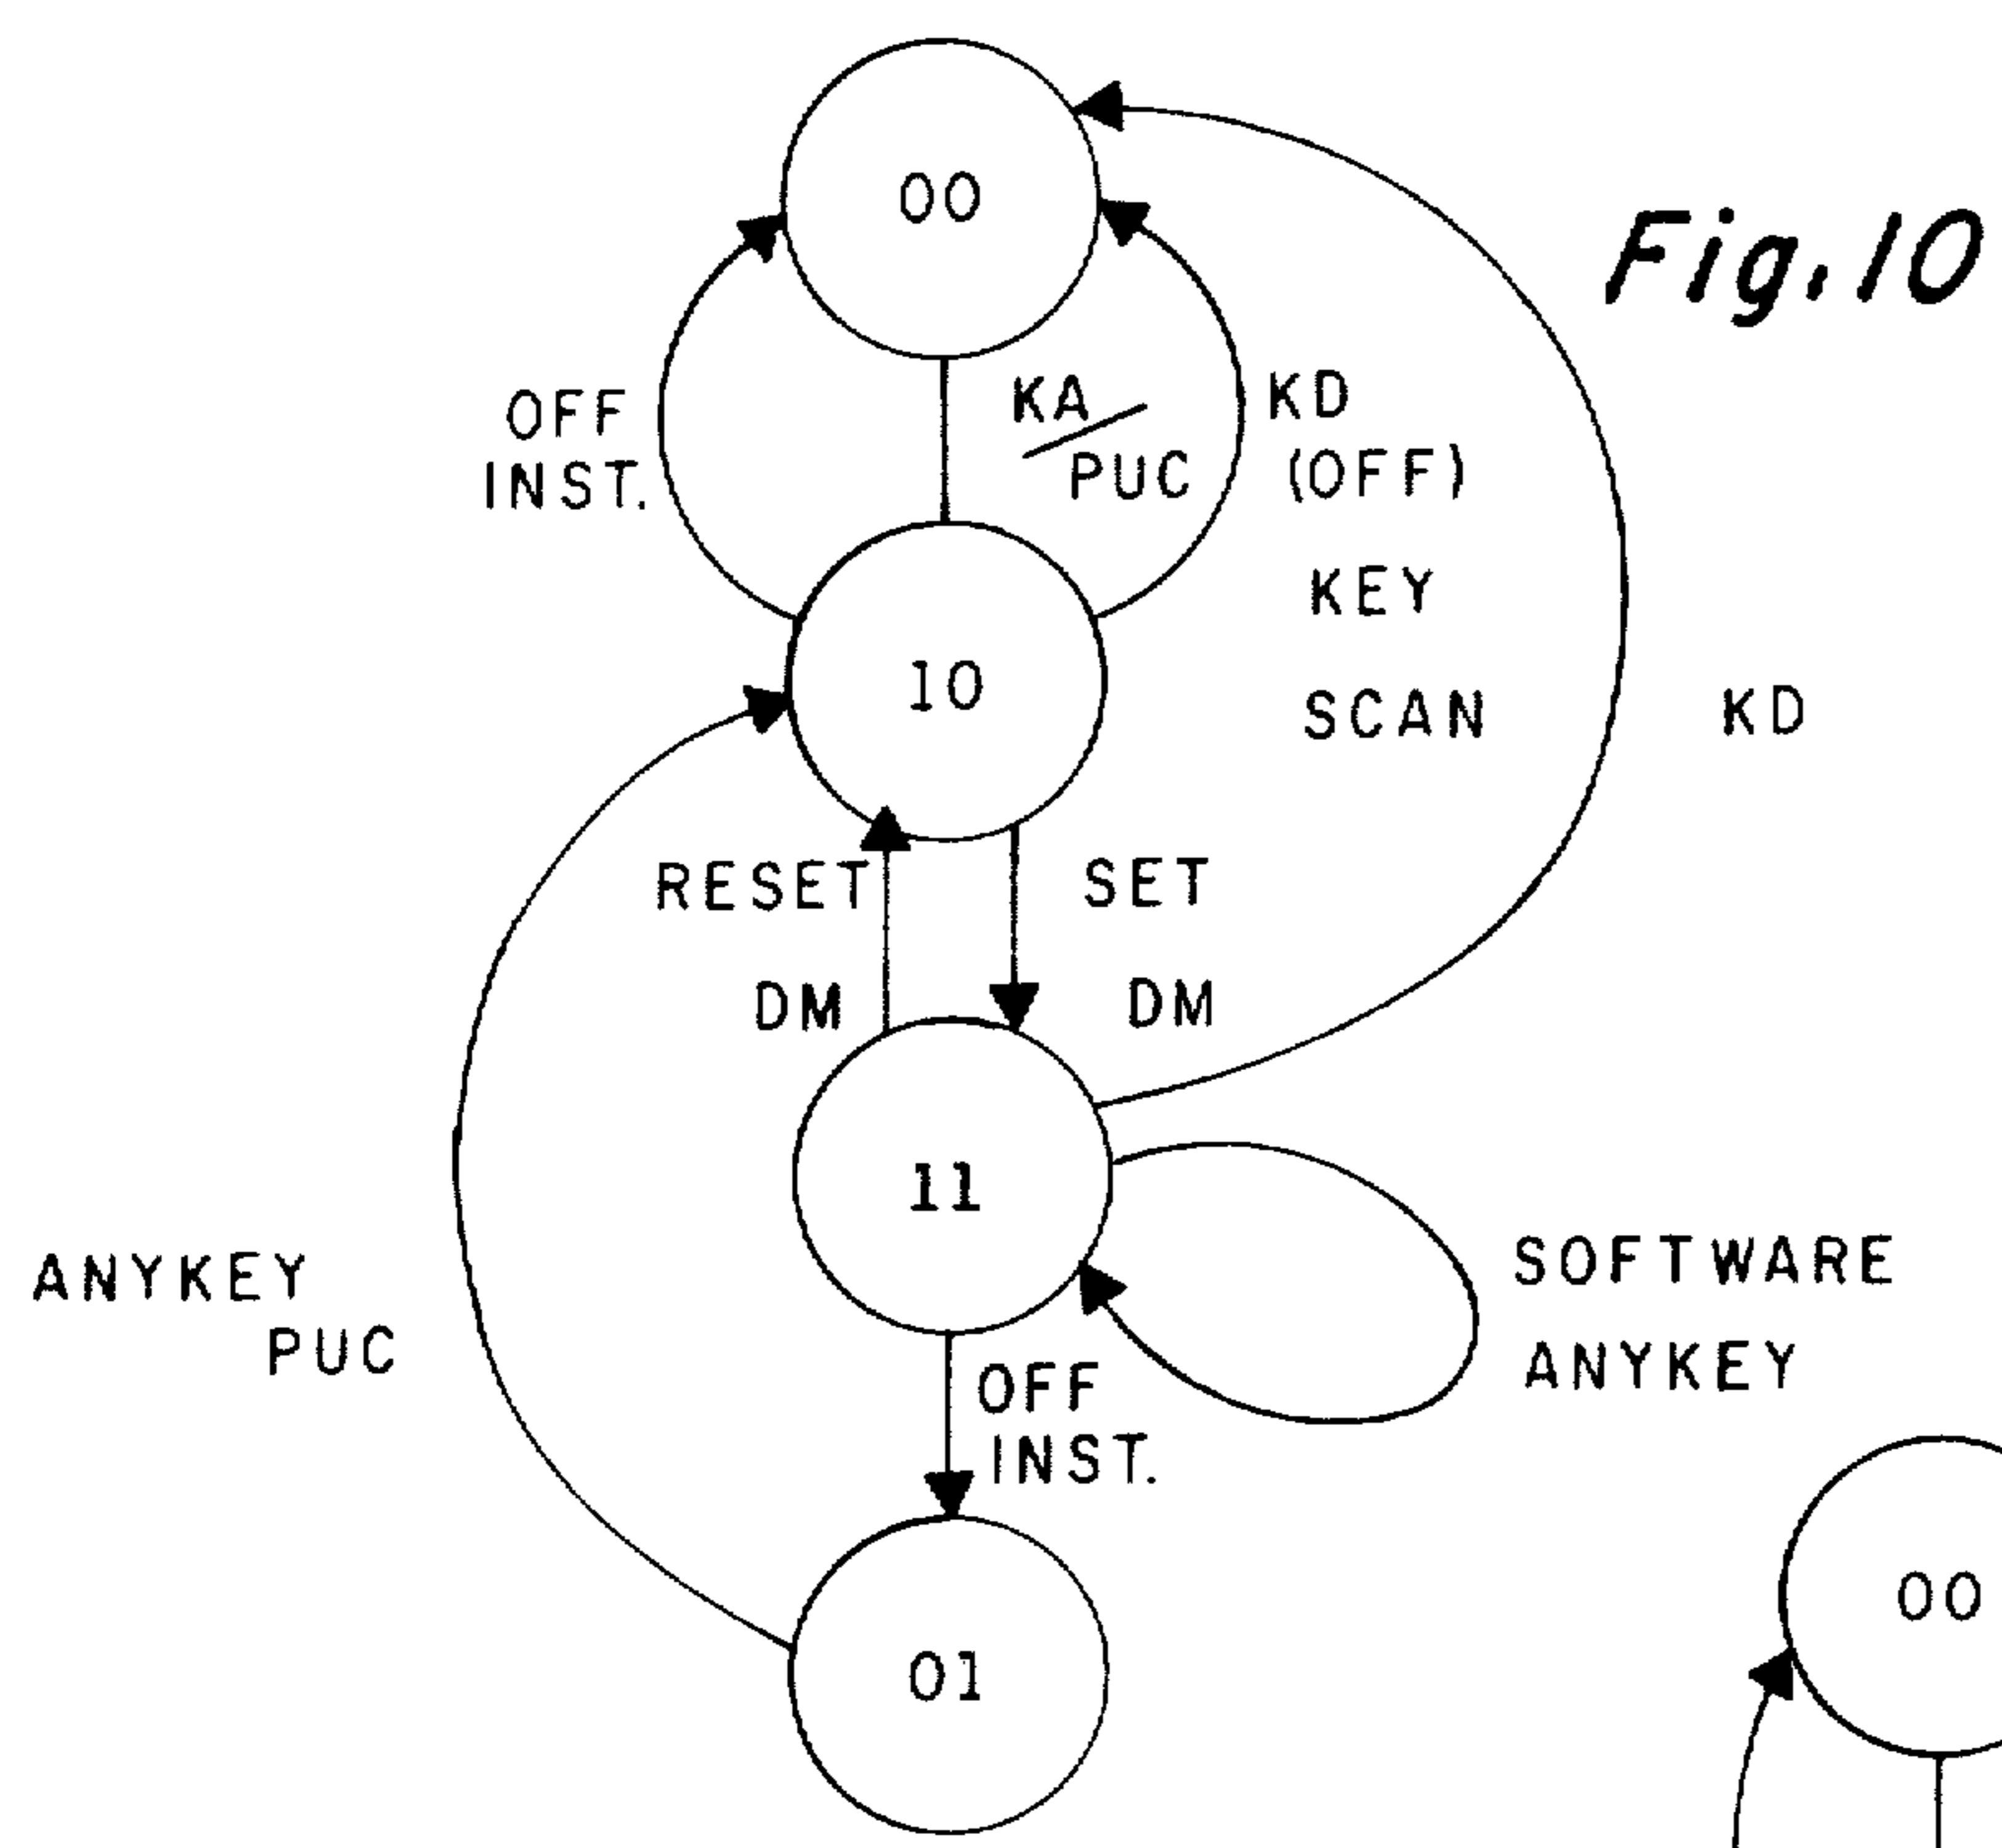 00
Fig. 10
OFF
INST.
KA
/
PUC
KD
(OFF)
KEY
SCAN
KD
10
RESET
DM
SET
DM
11
ANYKEY
PUC
SOFTWARE
ANYKEY
OFF
INST.
01
00